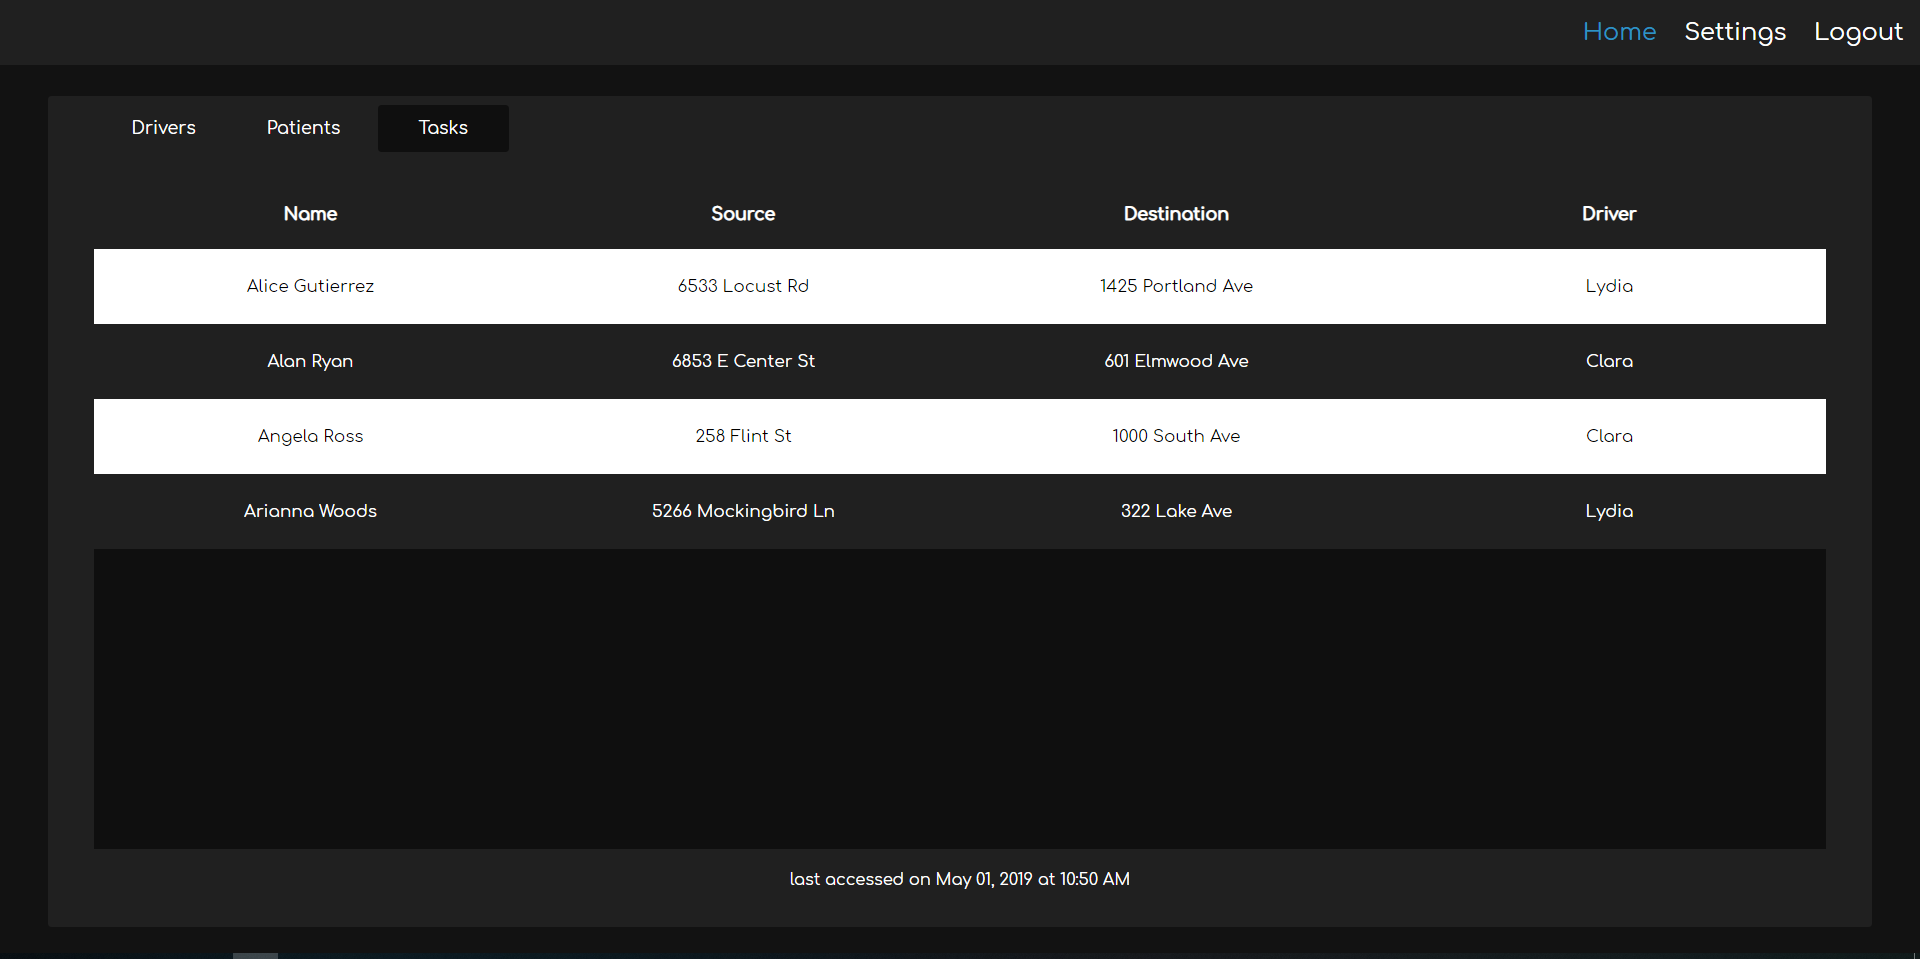 Home Settings Logout
Drivers Patients Tasks
Name Source Destination Driver
Alice Gutierrez 6533 Locust Rd 1425 Portland Ave Lydia
Alan Ryan 6853 E Center St 601 Elmwood Ave Clara
Angela Ross 258 Flint St 1000 South Ave Clara
Arianna Woods 5266 Mockingbird Ln 322 Lake Ave Lydia
last accessed on May 01, 2019 at 10:50 AM